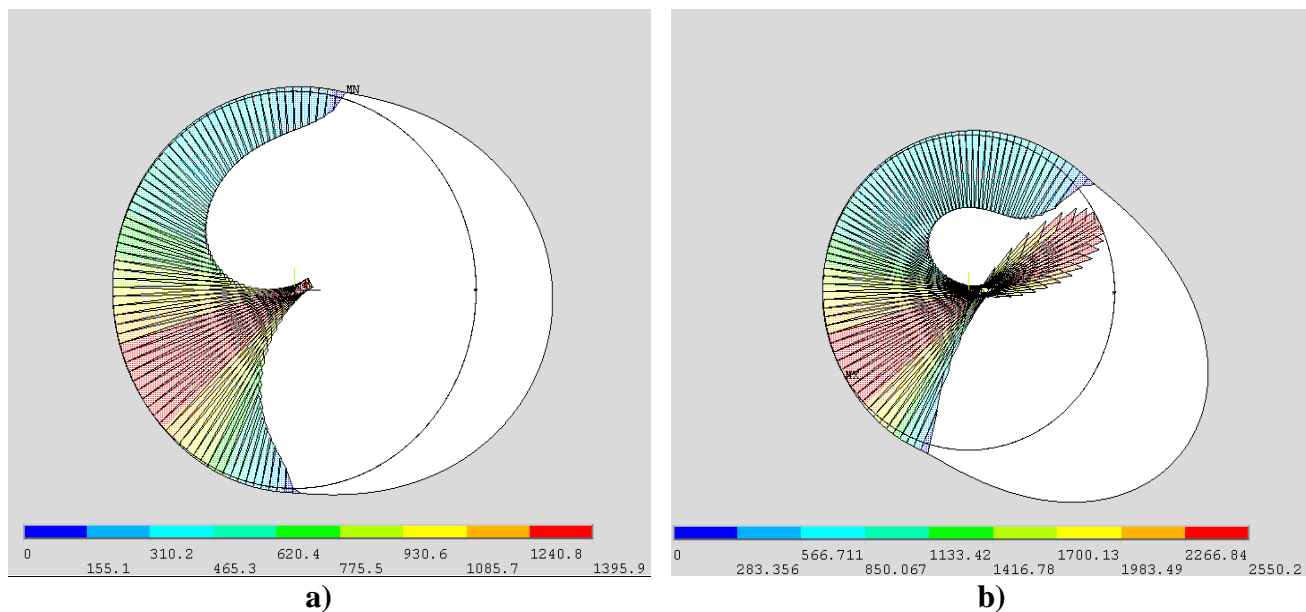 MN
0 310.2 620.4 930.6 1240.8
155.1 465.3 775.5 1085.7 1395.9
a)
MX
0 566.711 1133.42 1700.13 2266.84
283.356 850.067 1416.78 1983.49 2550.2
b)